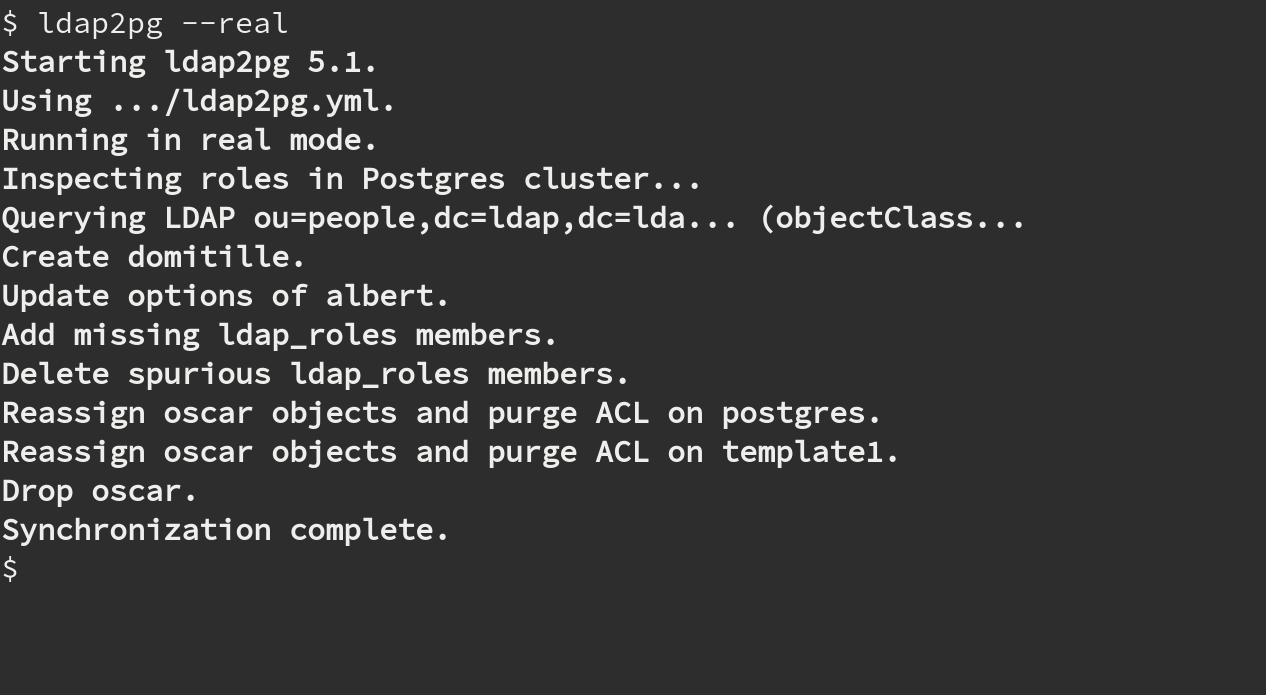 $ ldap2pg --real
Starting ldap2pg 5.1.
Using .../ldap2pg.yml.
Running in real mode.
Inspecting roles in Postgres cluster...
Querying LDAP ou=people,dc=ldap,dc=lda... (objectClass...
Create domitille.
Update options of albert.
Add missing ldap_roles members.
Delete spurious ldap_roles members.
Reassign oscar objects and purge ACL on postgres.
Reassign oscar objects and purge ACL on template1.
Drop oscar.
Synchronization complete.
$